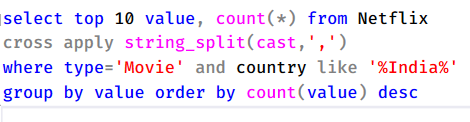 select top 10 value, count(*) from Netflix
cross apply string_split(cast,',')
where type='Movie' and country like '%India%'
group by value order by count(value) desc